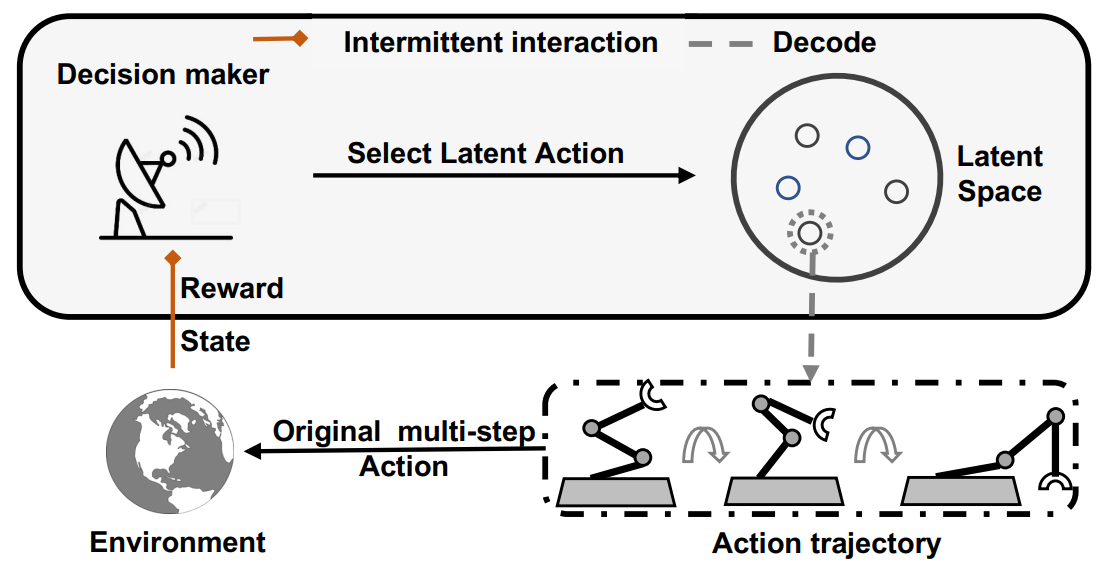 Intermittent interaction
Decode
Decision maker
Select Latent Action
Latent
Space
Reward
State
Original multi-step
Action
Environment
Action trajectory